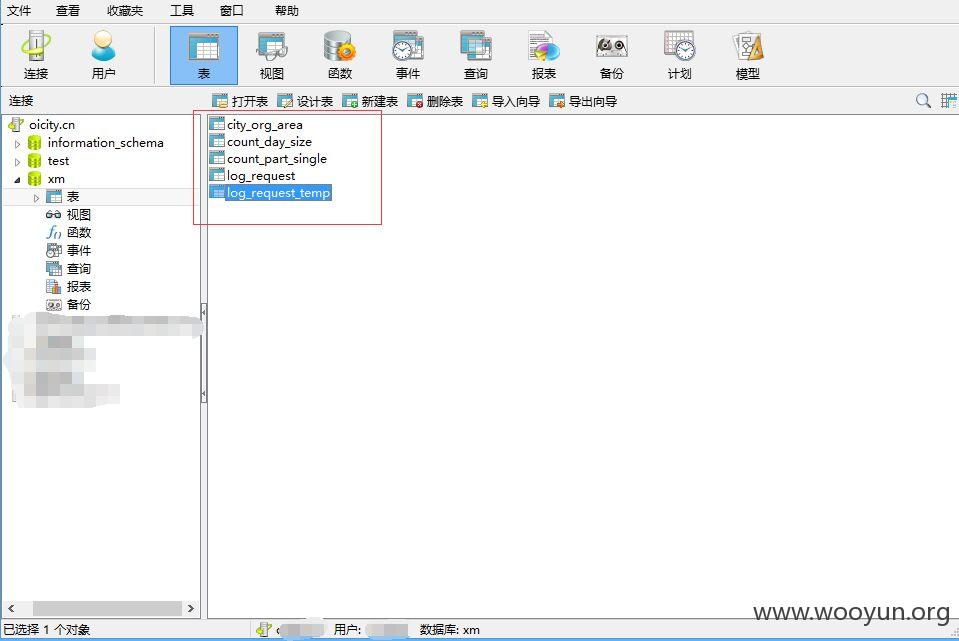 文件 查看 收藏夹 工具 窗口 帮助
连接 用户 表 视图 函数 事件 查询 报表 备份 计划 模型
连接 打开表 设计表 新建表 删除表 导入向导 导出向导
oicity.cn
information_schema
test
xm
表
视图
函数
事件
查询
报表
备份
city_org_area
count_day_size
count_part_single
log_request
log_request_temp
www.wooyun.org
已选择 1 个对象 用户: 数据库: xm